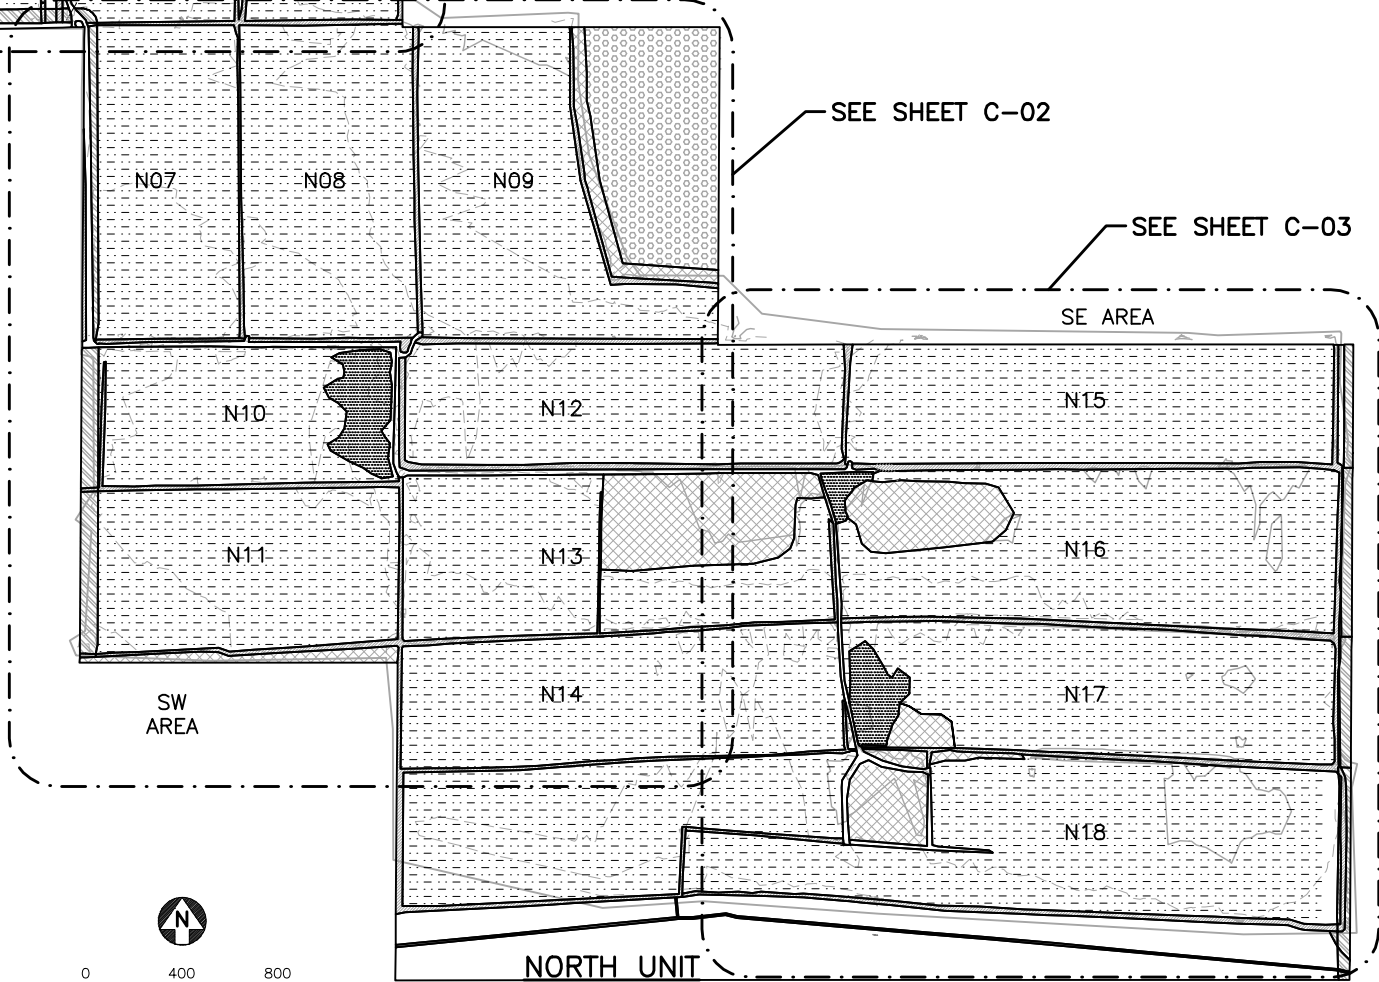 SEE SHEET C-02
N07
N08
N09
SEE SHEET C-03
SE AREA
N10
N12
N15
N11
N13
N16
SW
AREA
N14
N17
N18
N
0 400 800
NORTH UNIT